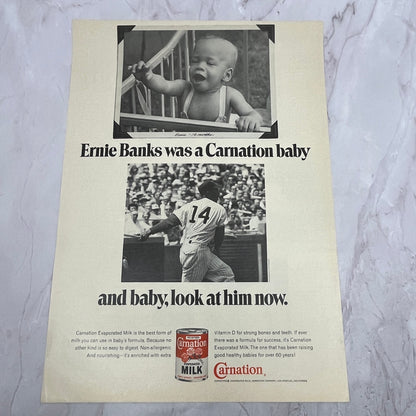 Ernie Banks was a Carnation baby
14
and baby, look at him now.
Carnation Evaporated Milk is the best form of
milk you can use in baby's formula. Because no
other kind is so easy to digest. Non-allergenic.
And nourishing—it's enriched with extra
Carnation
MILK
Vitamin D for strong bones and teeth. If ever
there was a formula for success, it's Carnation
Evaporated Milk. The one that has been raising
good healthy babies for over 60 years!
Carnation.